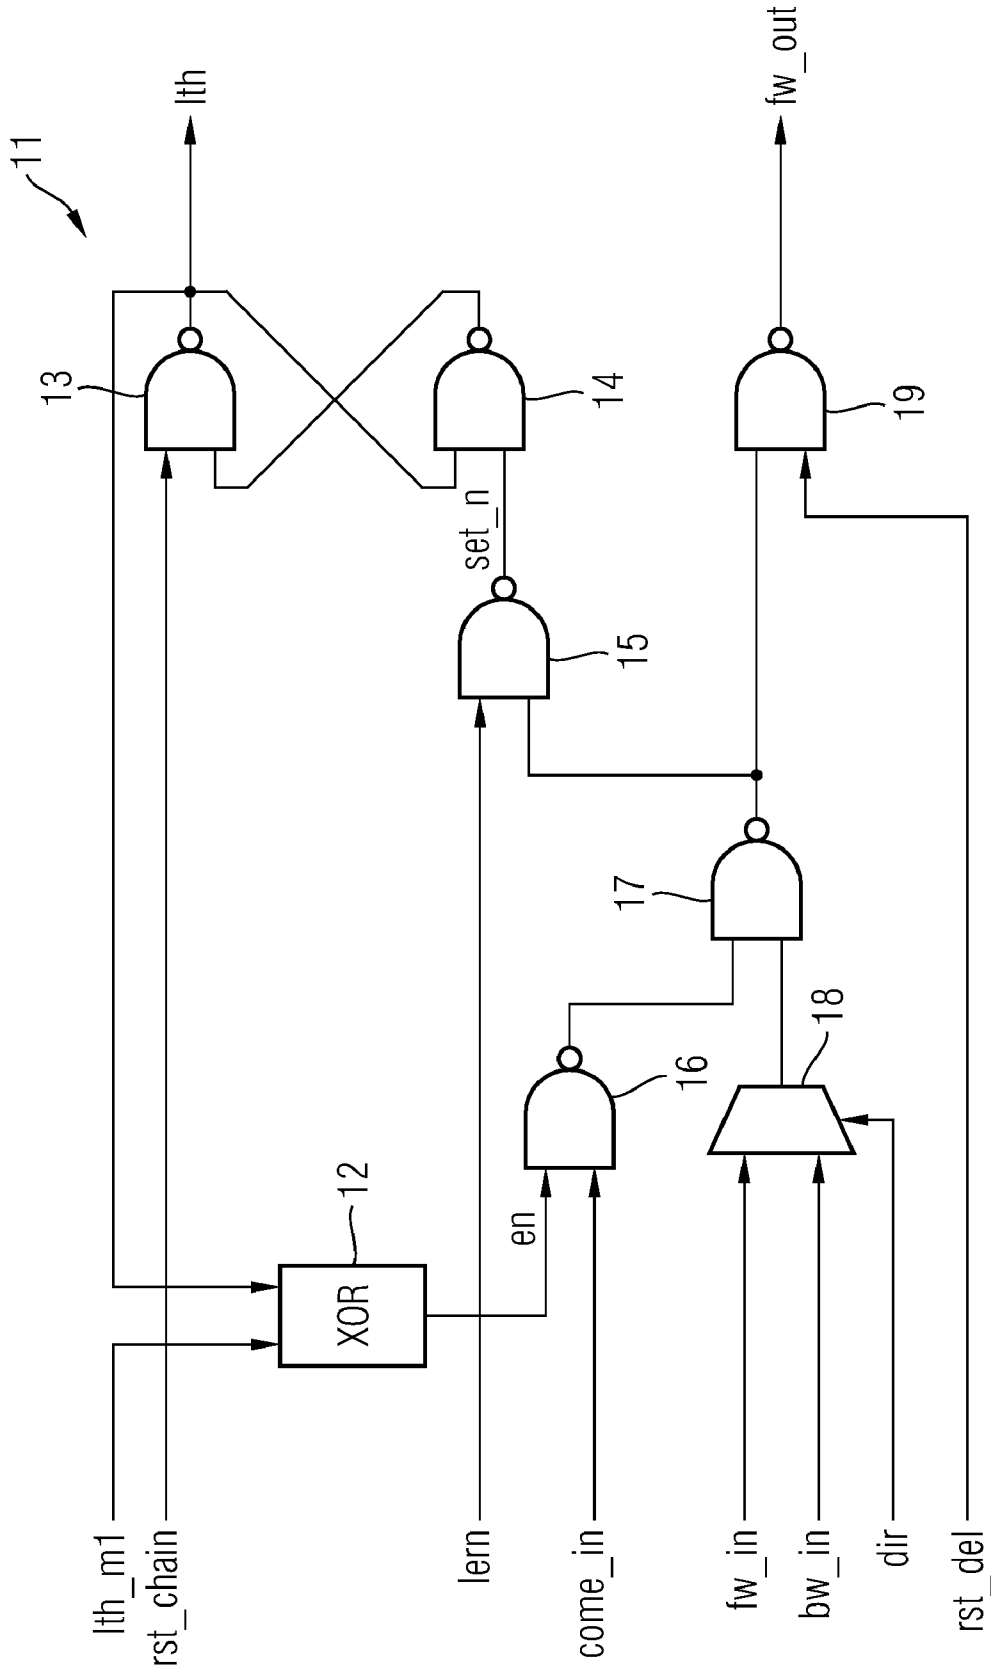 11
lth
fw_out
13
14
19
set_n
15
17
18
16
12
en
XOR
lth_m1
rst_chain
lern
come_in
fw_in
bw_in
dir
rst_del